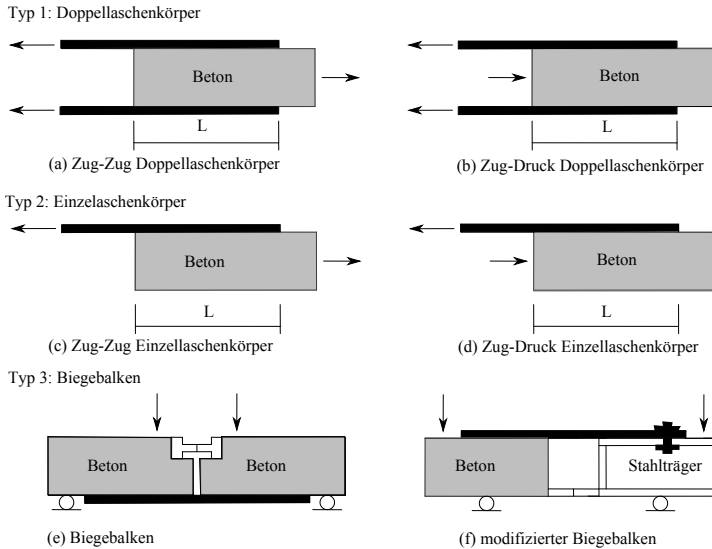 Typ 1: Doppellaschenkörper
Beton
Beton
L
L
(a) Zug-Zug Doppellaschenkörper
(b) Zug-Druck Doppellaschenkörper
Typ 2: Einzelaschenkörper
Beton
Beton
L
L
(c) Zug-Zug Einzellaschenkörper
(d) Zug-Druck Einzellaschenkörper
Typ 3: Biegebalken
Beton
Beton
Beton
Stahlträger
(e) Biegebalken
(f) modifizierter Biegebalken